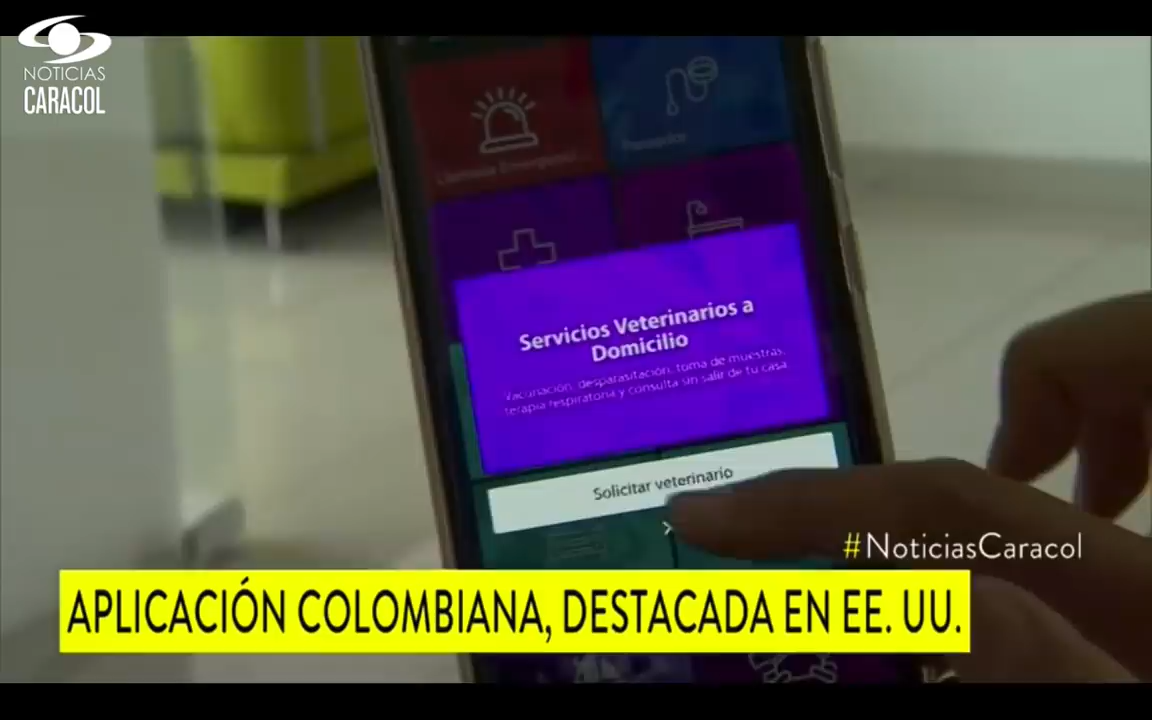 NOTICIAS
CARACOL
Servicios Veterinarios a
Domicilio
Vacunación, desparasitación, toma de muestras,
terapia respiratoria y consulta sin salir de tu casa.
Solicitar veterinario
#NoticiasCaracol
APLICACIÓN COLOMBIANA, DESTACADA EN EE. UU.